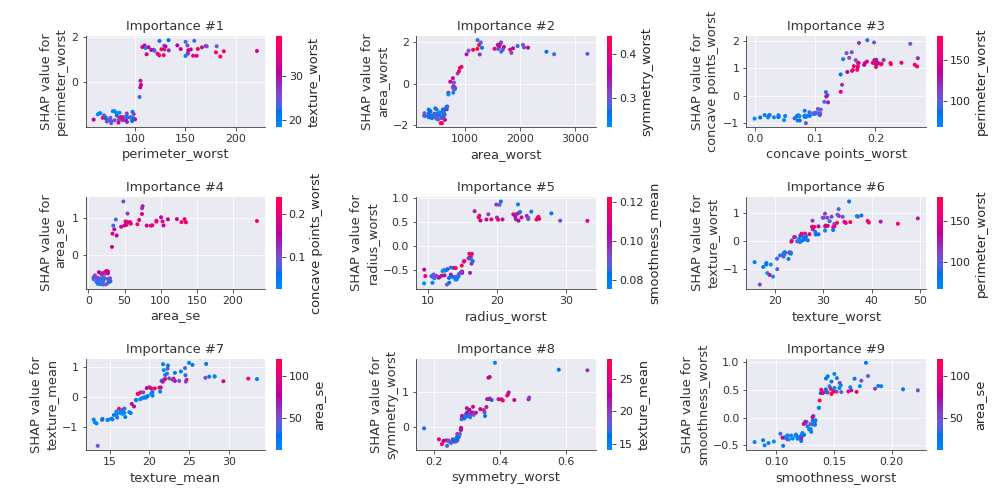 Importance #1
SHAP value for
perimeter_worst
2
0
100
150
200
perimeter_worst
30
20
texture_worst
Importance #2
SHAP value for
area_worst
2
0
−2
1000
2000
3000
area_worst
0.4
0.3
symmetry_worst
Importance #3
SHAP value for
concave points_worst
2
1
0
−1
0.0
0.1
0.2
concave points_worst
150
100
perimeter_worst
Importance #4
SHAP value for
area_se
1
0
0
50
100
150
200
area_se
0.2
0.1
concave points_worst
Importance #5
SHAP value for
radius_worst
1.0
0.5
0.0
−0.5
10
20
30
radius_worst
0.12
0.10
0.08
smoothness_mean
Importance #6
SHAP value for
texture_worst
1
0
−1
20
30
40
50
texture_worst
150
100
perimeter_worst
Importance #7
SHAP value for
texture_mean
1
0
−1
15
20
25
30
texture_mean
100
50
area_se
Importance #8
SHAP value for
symmetry_worst
1
0
0.2
0.4
0.6
symmetry_worst
25
20
15
texture_mean
Importance #9
SHAP value for
smoothness_worst
1.0
0.5
0.0
−0.5
0.10
0.15
0.20
smoothness_worst
100
50
area_se